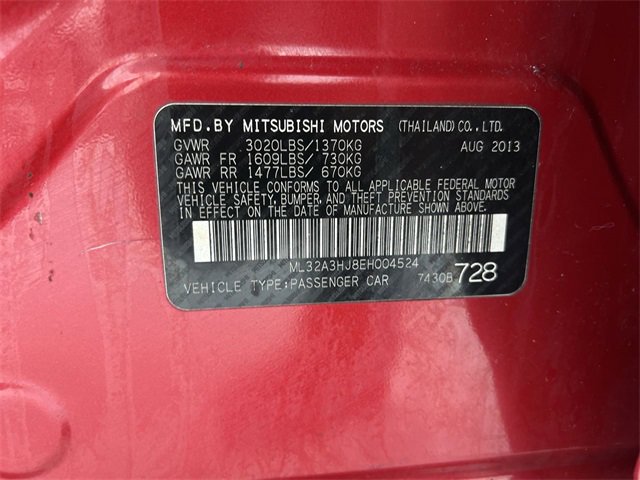 MFD.BY MITSUBISHI MOTORS (THAILAND) CO., LTD.
GVWR 3020LBS/1370KG AUG 2013
GAWR FR 1609LBS/ 730KG
GAWR RR 1477LBS/ 670KG
THIS VEHICLE CONFORMS TO ALL APPLICABLE FEDERAL MOTOR
VEHICLE SAFETY, BUMPER, AND THEFT PREVENTION STANDARDS
IN EFFECT ON THE DATE OF MANUFACTURE SHOWN ABOVE.
ML32A3HJ8EH004524
VEHICLE TYPE:PASSENGER CAR 7430B 728